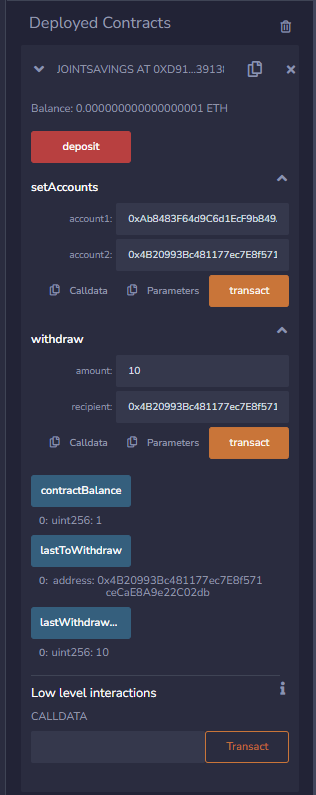 Deployed Contracts
JOINTSAVINGS AT 0XD91...3913
Balance: 0.000000000000000001 ETH
deposit
setAccounts
account1: 0xAb8483F64d9C6d1EcF9b849.
account2: 0x4B20993Bc481177ec7E8f571
Calldata Parameters transact
withdraw
amount: 10
recipient: 0x4B20993Bc481177ec7E8f571
Calldata Parameters transact
contractBalance
0: uint256: 1
lastToWithdraw
0: address: 0x4B20993Bc481177ec7E8f571
ceCaE8A9e22C02db
lastWithdraw...
0: uint256: 10
Low level interactions
CALLDATA
Transact